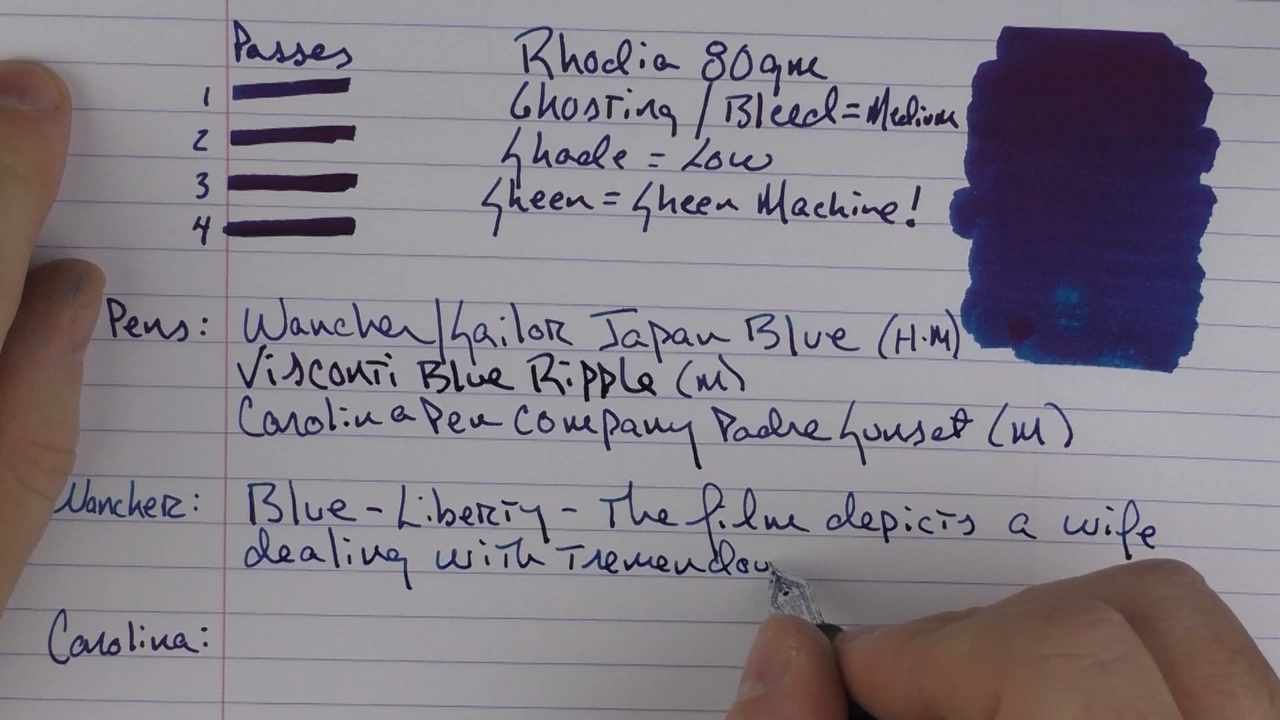 Passes
1
2
3
4
Rhodia 80gm
Ghosting / Bleed = Medium
Shade = Low
Sheen = Sheen Machine!
Pens: Wancher/Sailor Japan Blue (H.M)
Visconti Blue Ripple (M)
Carolina Pen Company Padre Sunset (M)
Wancher: Blue - Liberty - The film depicts a wife
dealing with Tremendou
Carolina: